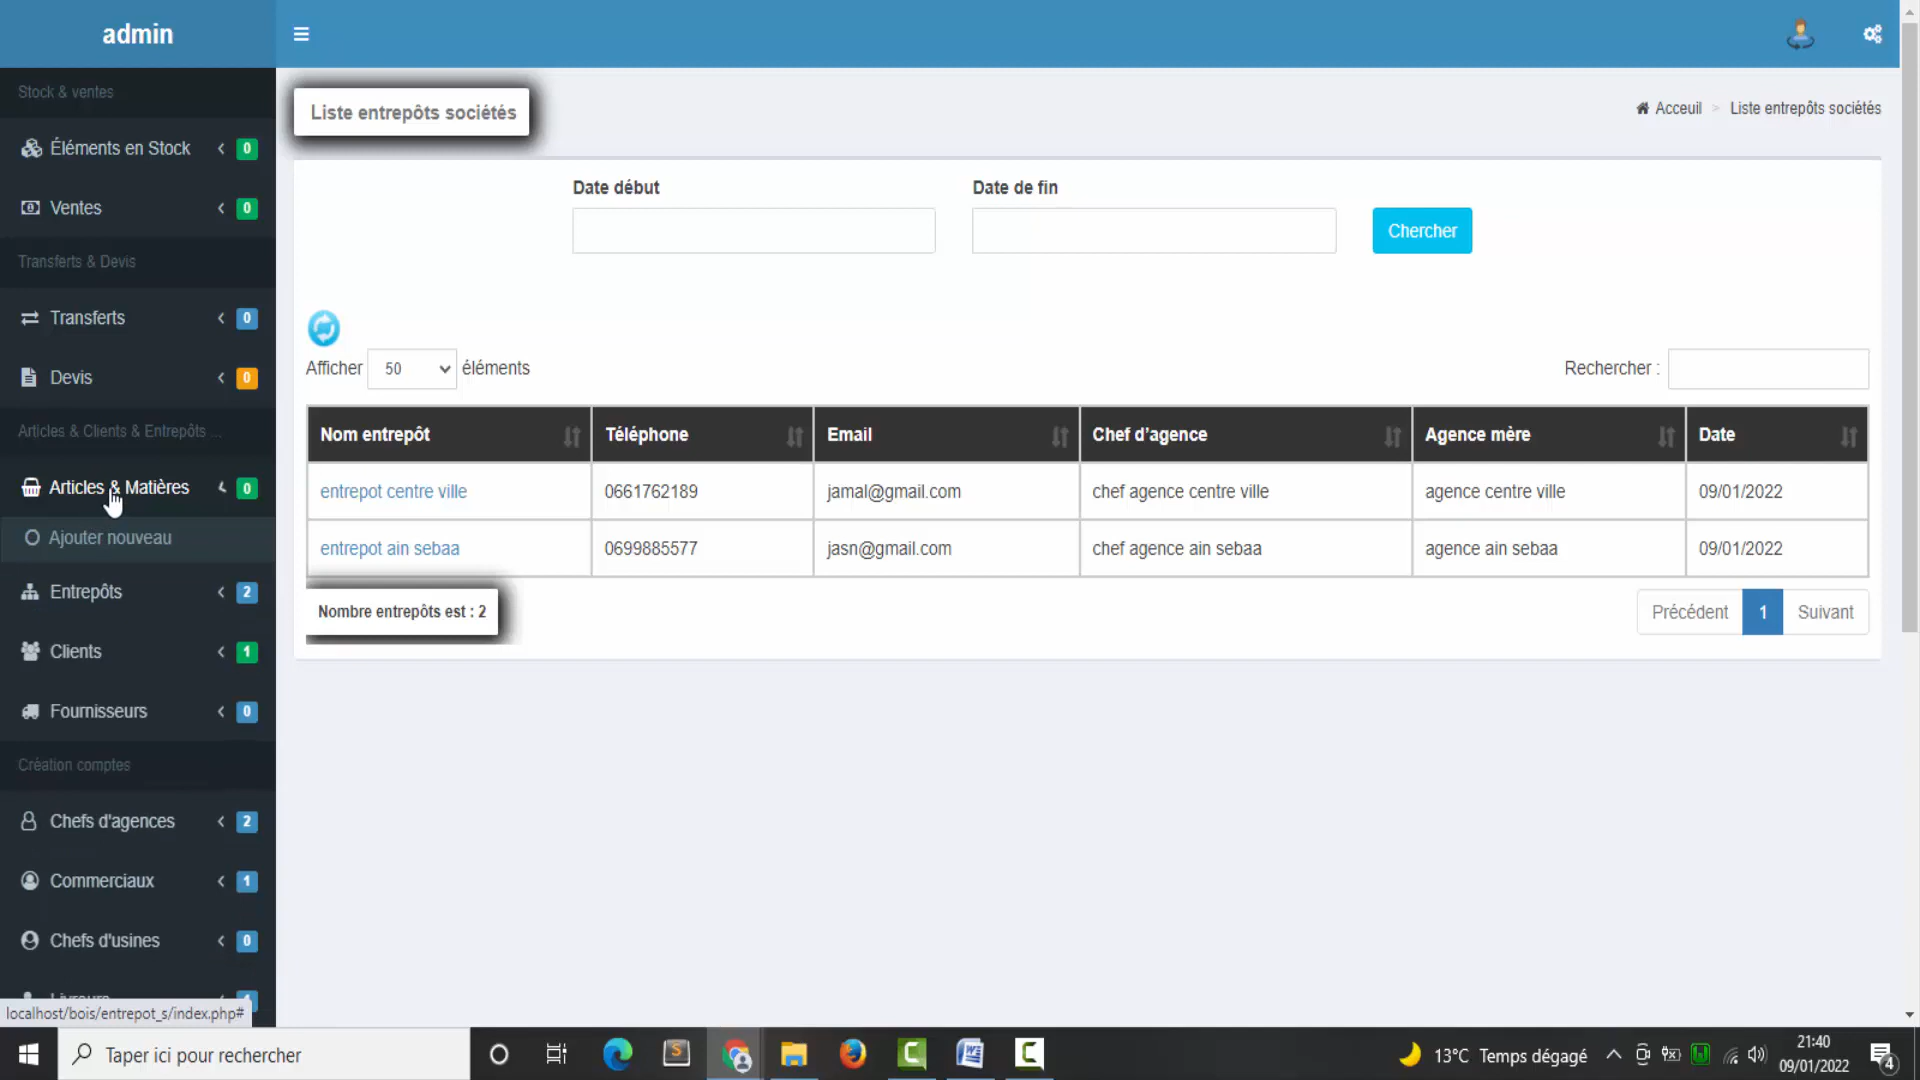 admin
Stock & ventes
Éléments en Stock 0
Ventes 0
Transferts & Devis
Transferts 0
Devis 0
Articles & Clients & Entrepôts ...
Articles & Matières 0
Ajouter nouveau
Entrepôts 2
Clients 1
Fournisseurs 0
Création comptes
Chefs d'agences 2
Commerciaux 1
Chefs d'usines 0
localhost/bois/entrepot_s/index.php#
Liste entrepôts sociétés
Acceuil > Liste entrepôts sociétés
Date début
Date de fin
Chercher
Afficher 50 éléments
Rechercher :
Nom entrepôt Téléphone Email Chef d'agence Agence mère Date
entrepot centre ville 0661762189 jamal@gmail.com chef agence centre ville agence centre ville 09/01/2022
entrepot ain sebaa 0699885577 jasn@gmail.com chef agence ain sebaa agence ain sebaa 09/01/2022
Nombre entrepôts est : 2
Précédent 1 Suivant
Taper ici pour rechercher
13°C Temps dégagé
21:40
09/01/2022
4